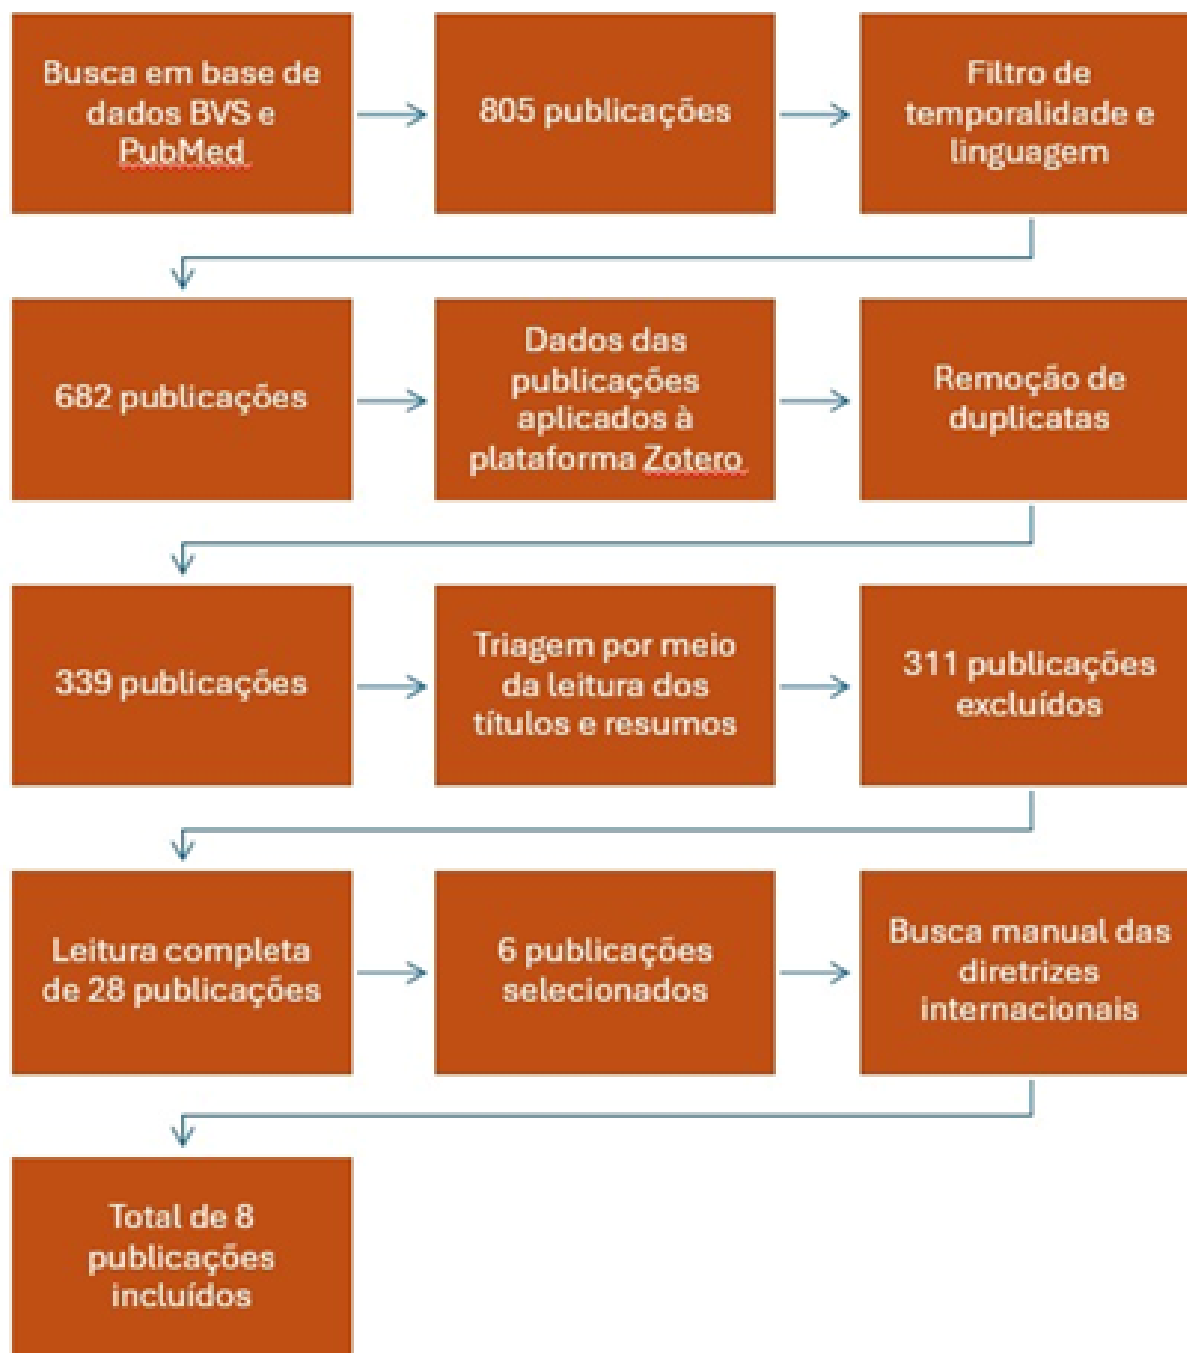 Busca em base de
dados BVS e
PubMed
805 publicações
Filtro de
temporalidade e
linguagem
682 publicações
Dados das
publicações
aplicados à
plataforma Zotero
Remoção de
duplicatas
339 publicações
Triagem por meio
da leitura dos
títulos e resumos
311 publicações
excluídos
Leitura completa
de 28 publicações
6 publicações
selecionados
Busca manual das
diretrizes
internacionais
Total de 8
publicações
incluídos